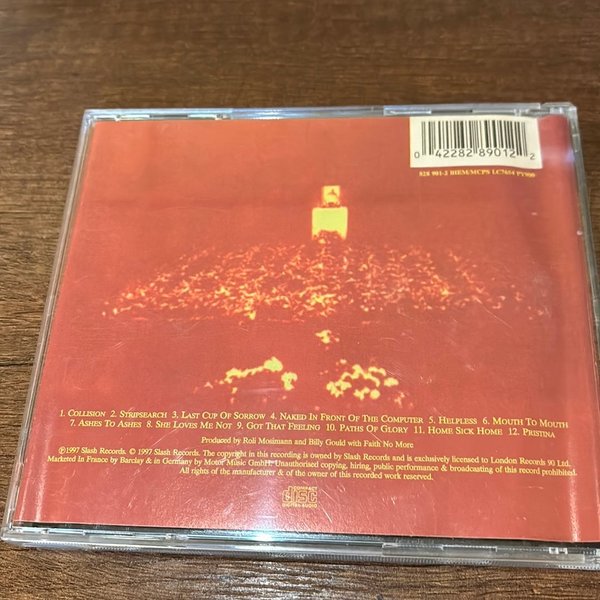 0 42282 89012 2
828 901-2 BIEM/MCPS LC7654 PY900
1. COLLISION 2. STRIPSEARCH 3. LAST CUP OF SORROW 4. NAKED IN FRONT OF THE COMPUTER 5. HELPLESS 6. MOUTH TO MOUTH
7. ASHES TO ASHES 8. SHE LOVES ME NOT 9. GOT THAT FEELING 10. PATHS OF GLORY 11. HOME SICK HOME 12. PRISTINA
Produced by Roli Mosimann and Billy Gould with Faith No More
℗1997 Slash Records. © 1997 Slash Records. The copyright in this recording is owned by Slash Records and is exclusively licensed to London Records 90 Ltd.
Marketed In France by Barclay & in Germany by Motor Music GmbH. Unauthorised copying, hiring, public performance & broadcasting of this record prohibited.
All rights of the manufacturer & of the owner of this recorded work reserved.
COMPACT
disc
DIGITAL AUDIO